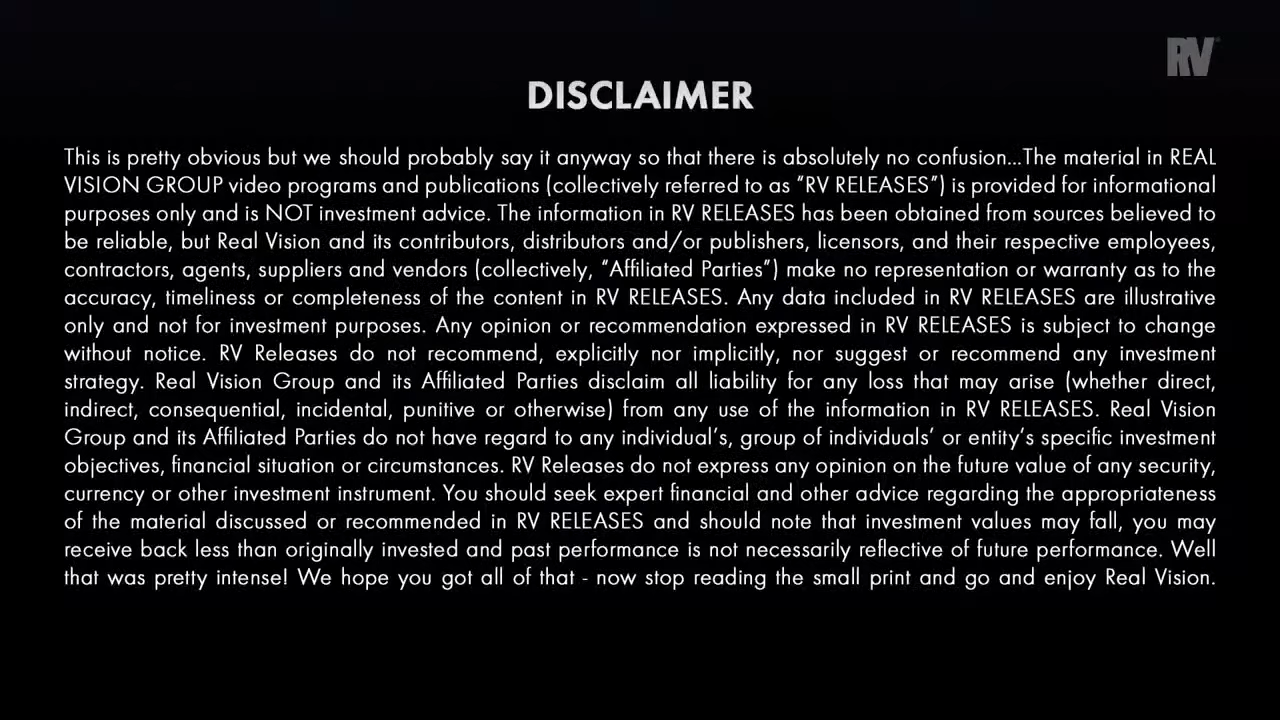 RV
DISCLAIMER
This is pretty obvious but we should probably say it anyway so that there is absolutely no confusion...The material in REAL
VISION GROUP video programs and publications (collectively referred to as “RV RELEASES”) is provided for informational
purposes only and is NOT investment advice. The information in RV RELEASES has been obtained from sources believed to
be reliable, but Real Vision and its contributors, distributors and/or publishers, licensors, and their respective employees,
contractors, agents, suppliers and vendors (collectively, “Affiliated Parties”) make no representation or warranty as to the
accuracy, timeliness or completeness of the content in RV RELEASES. Any data included in RV RELEASES are illustrative
only and not for investment purposes. Any opinion or recommendation expressed in RV RELEASES is subject to change
without notice. RV Releases do not recommend, explicitly nor implicitly, nor suggest or recommend any investment
strategy. Real Vision Group and its Affiliated Parties disclaim all liability for any loss that may arise (whether direct,
indirect, consequential, incidental, punitive or otherwise) from any use of the information in RV RELEASES. Real Vision
Group and its Affiliated Parties do not have regard to any individual’s, group of individuals’ or entity’s specific investment
objectives, financial situation or circumstances. RV Releases do not express any opinion on the future value of any security,
currency or other investment instrument. You should seek expert financial and other advice regarding the appropriateness
of the material discussed or recommended in RV RELEASES and should note that investment values may fall, you may
receive back less than originally invested and past performance is not necessarily reflective of future performance. Well
that was pretty intense! We hope you got all of that - now stop reading the small print and go and enjoy Real Vision.